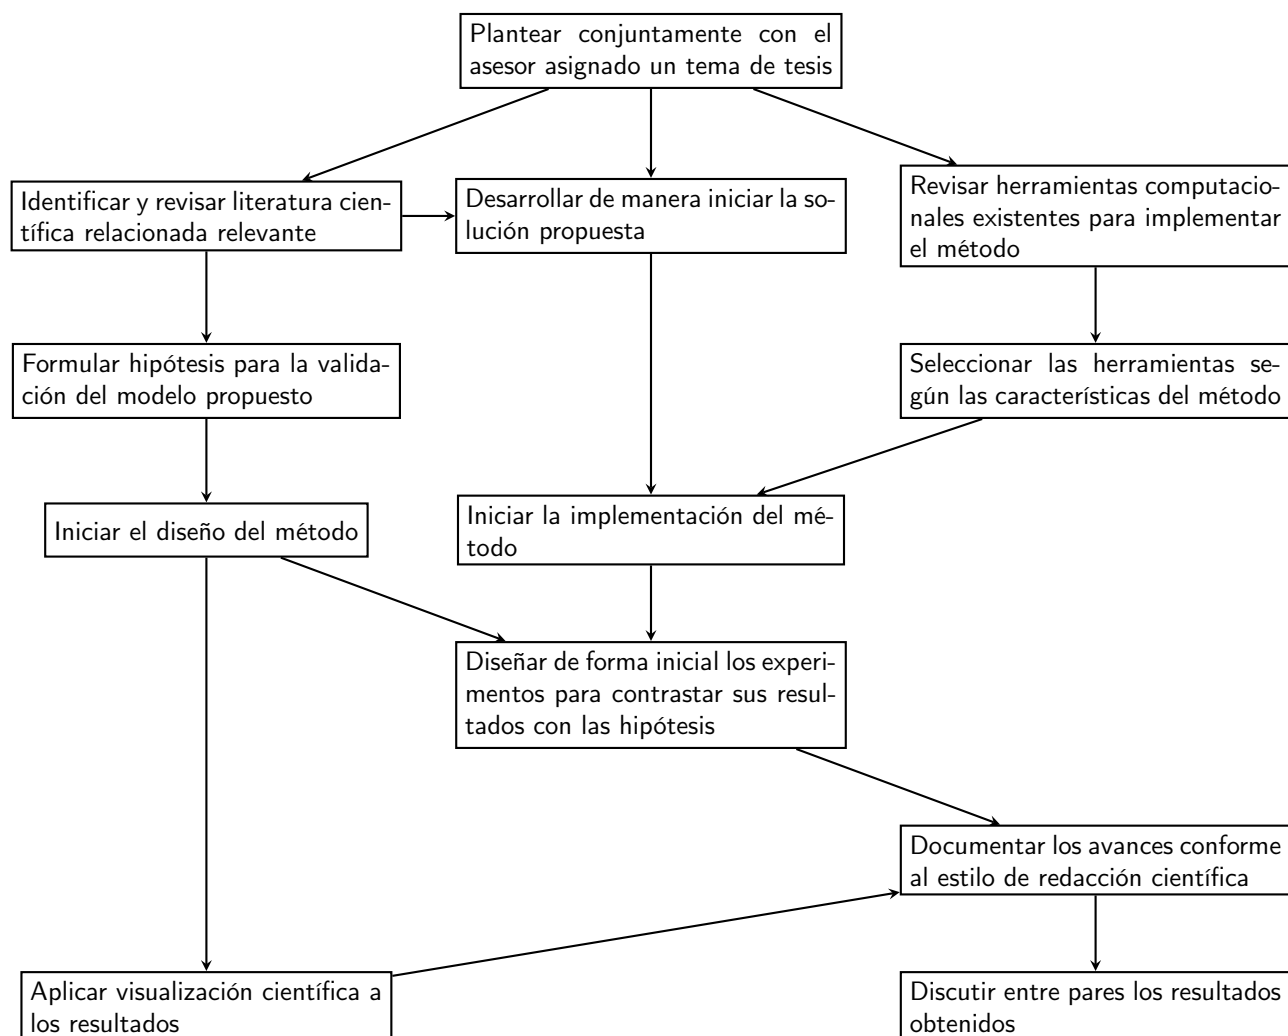 Plantear conjuntamente con el
asesor asignado un tema de tesis
Identificar y revisar literatura cien-
tífica relacionada relevante
Desarrollar de manera iniciar la so-
lución propuesta
Revisar herramientas computacio-
nales existentes para implementar
el método
Formular hipótesis para la valida-
ción del modelo propuesto
Seleccionar las herramientas se-
gún las características del método
Iniciar el diseño del método
Iniciar la implementación del mé-
todo
Diseñar de forma inicial los experi-
mentos para contrastar sus resul-
tados con las hipótesis
Documentar los avances conforme
al estilo de redacción científica
Aplicar visualización científica a
los resultados
Discutir entre pares los resultados
obtenidos